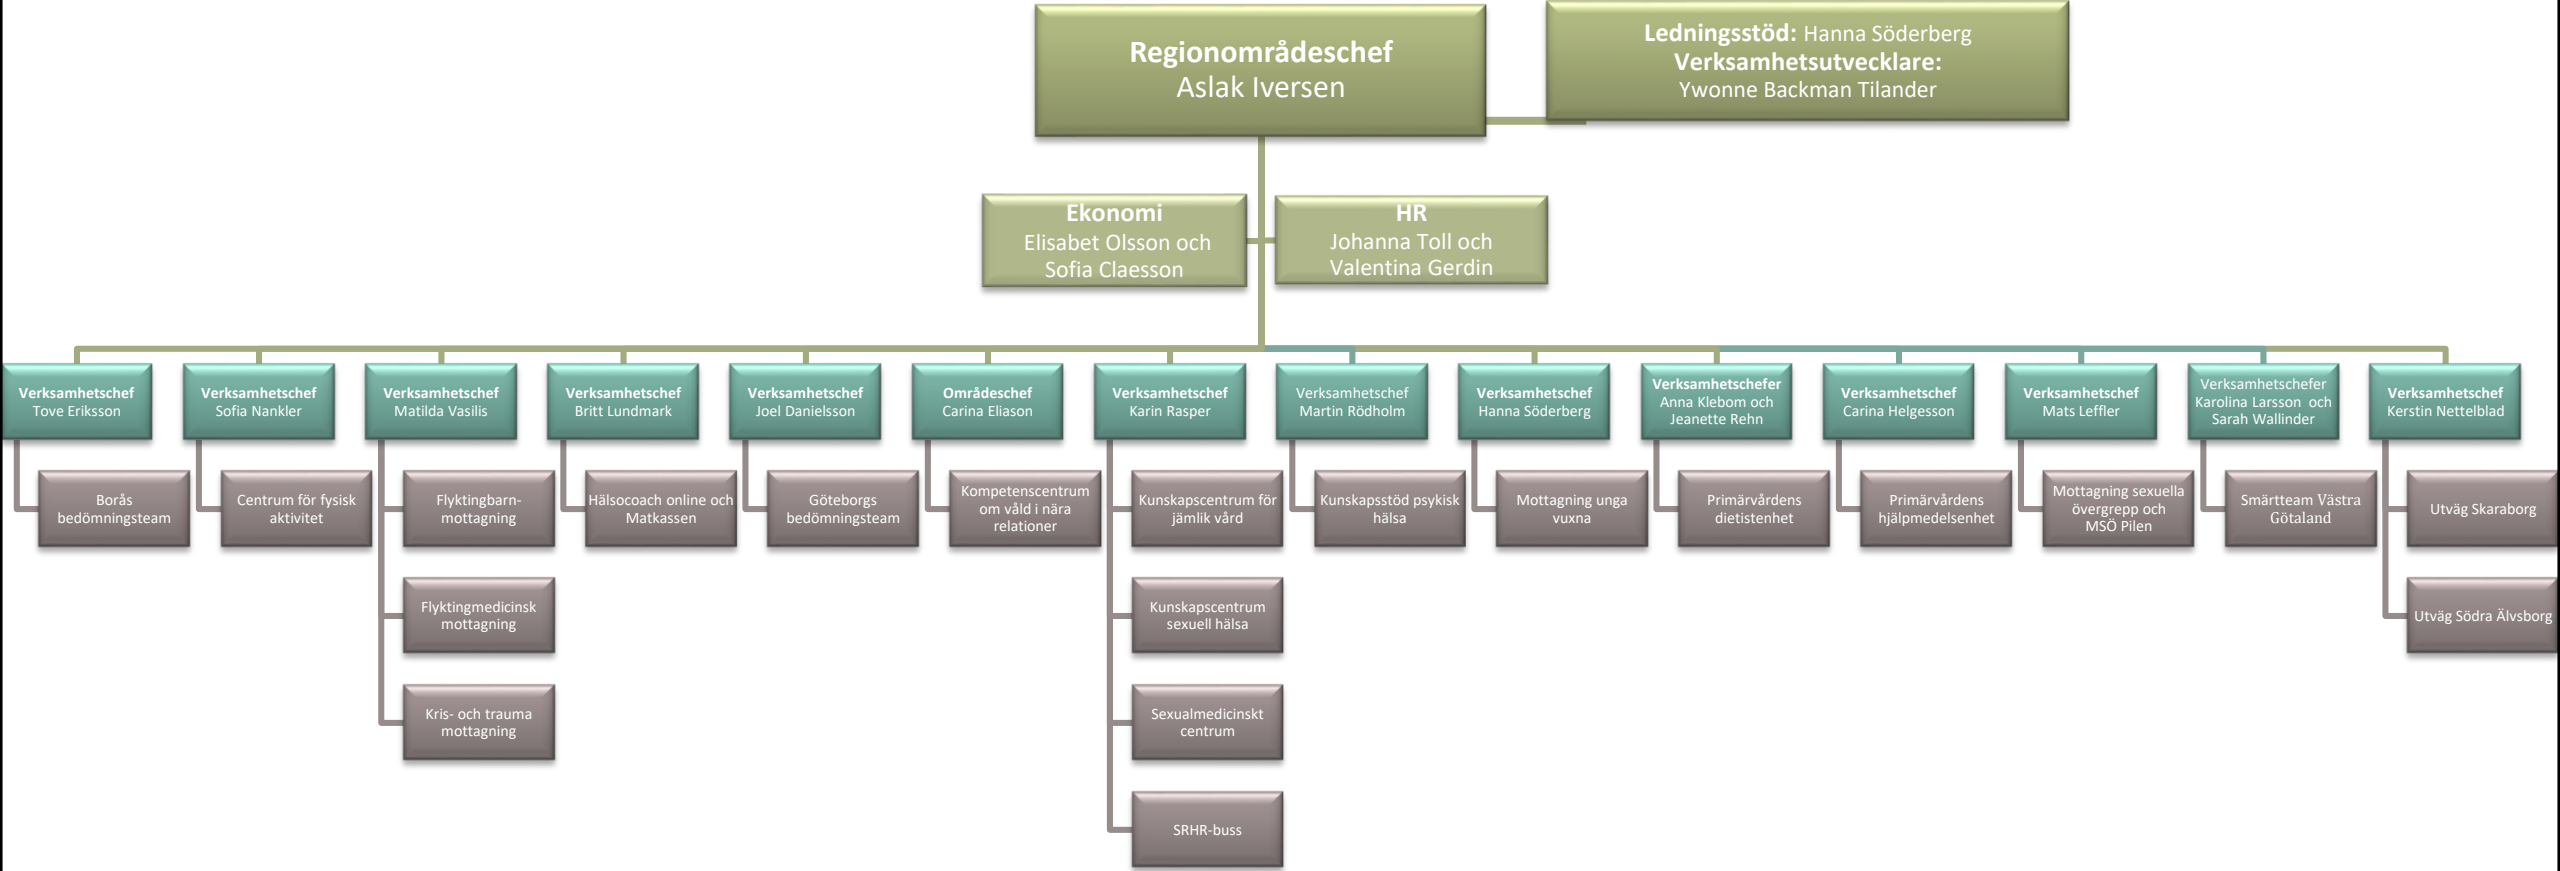 Regionområdeschef
Aslak Iversen
Ledningsstöd: Hanna Söderberg
Verksamhetsutvecklare:
Ywonne Backman Tilander
Ekonomi
Elisabet Olsson och
Sofia Claesson
HR
Johanna Toll och
Valentina Gerdin
Verksamhetschef
Tove Eriksson
Verksamhetschef
Sofia Nankler
Verksamhetschef
Matilda Vasilis
Verksamhetschef
Britt Lundmark
Verksamhetschef
Joel Danielsson
Områdeschef
Carina Eliason
Verksamhetschef
Karin Rasper
Verksamhetschef
Martin Rödholm
Verksamhetschef
Hanna Söderberg
Verksamhetschefer
Anna Klebom och
Jeanette Rehn
Verksamhetschef
Carina Helgesson
Verksamhetschef
Mats Leffler
Verksamhetschefer
Karolina Larsson och
Sarah Wallinder
Verksamhetschef
Kerstin Nettelblad
Borås
bedömningsteam
Centrum för fysisk
aktivitet
Flyktingbarn-
mottagning
Hälsocoach online och
Matkassen
Göteborgs
bedömningsteam
Kompetenscentrum
om våld i nära
relationer
Kunskapscentrum för
jämlik vård
Kunskapsstöd psykisk
hälsa
Mottagning unga
vuxna
Primärvårdens
dietistenhet
Primärvårdens
hjälpmedelsenhet
Mottagning sexuella
övergrepp och
MSÖ Pilen
Smärtteam Västra
Götaland
Utväg Skaraborg
Flyktingmedicinsk
mottagning
Kunskapscentrum
sexuell hälsa
Utväg Södra Älvsborg
Kris- och trauma
mottagning
Sexualmedicinskt
centrum
SRHR-buss